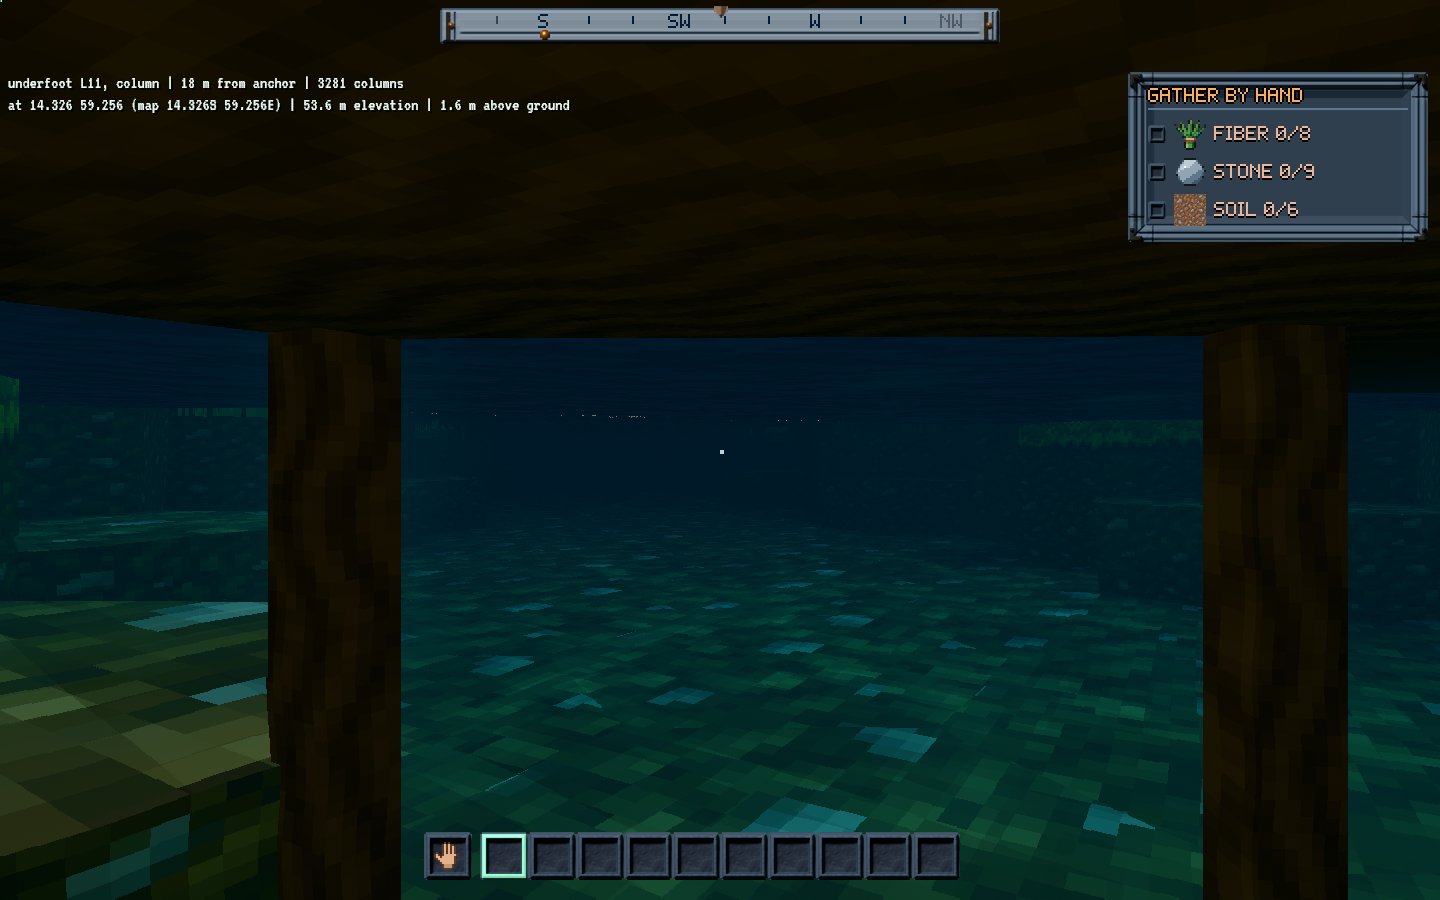 S SW W NW
underfoot L11, column | 18 m from anchor | 3281 columns
at 14.326 59.256 (map 14.326S 59.256E) | 53.6 m elevation | 1.6 m above ground
GATHER BY HAND
FIBER 0/8
STONE 0/9
SOIL 0/6